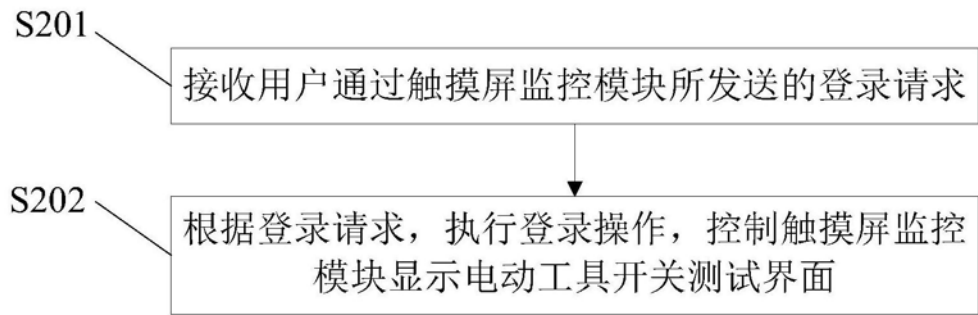 S201
接收用户通过触摸屏监控模块所发送的登录请求
S202
根据登录请求，执行登录操作，控制触摸屏监控
模块显示电动工具开关测试界面